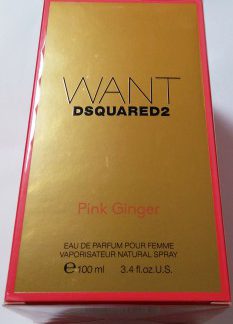 WANT
DSQUARED2
Pink Ginger
EAU DE PARFUM POUR FEMME
VAPORISATEUR NATURAL SPRAY
℮100 ml 3.4 fl.oz.U.S.